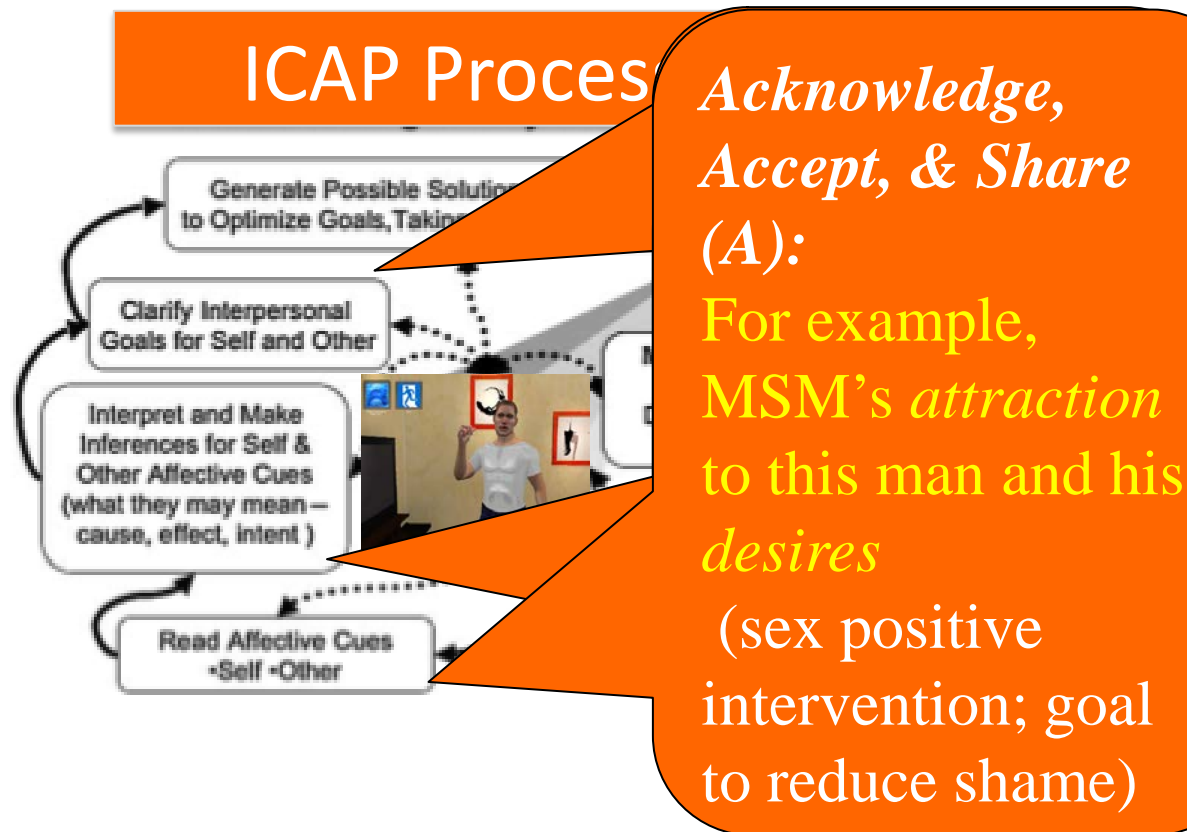 ICAP Proces
Acknowledge,
Accept, & Share
(A):
For example,
MSM’s attraction
to this man and his
desires
(sex positive
intervention; goal
to reduce shame)
Generate Possible Solution
to Optimize Goals, Taking
Clarify Interpersonal
Goals for Self and Other
Interpret and Make
Inferences for Self &
Other Affective Cues
(what they may mean –
cause, effect, intent )
Read Affective Cues
•Self •Other